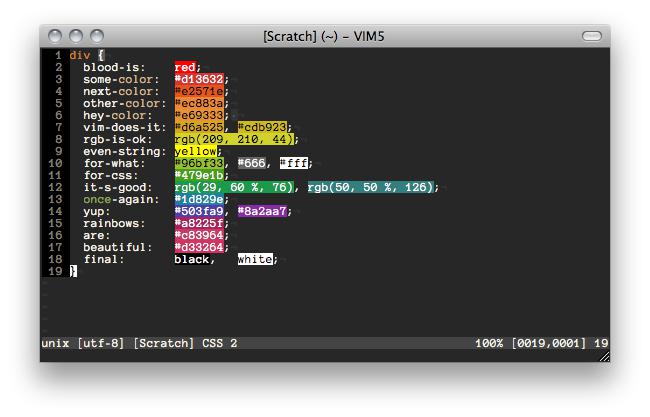 [Scratch] (~) – VIM5
1 div {
2 blood-is: red;
3 some-color: #d13632;
4 next-color: #e2571e;
5 other-color: #ec883a;
6 hey-color: #e69333;
7 vim-does-it: #d6a525, #cdb923;
8 rgb-is-ok: rgb(209, 210, 44);
9 even-string: yellow;
10 for-what: #96bf33, #666, #fff;
11 for-css: #479e1b;
12 it-s-good: rgb(29, 60 %, 76), rgb(50, 50 %, 126);
13 once-again: #1d829e;
14 yup: #503fa9, #8a2aa7;
15 rainbows: #a8225f;
16 are: #c83964;
17 beautiful: #d33264;
18 final: black, white;
19 }
unix [utf-8] [Scratch] CSS 2 100% [0019,0001] 19